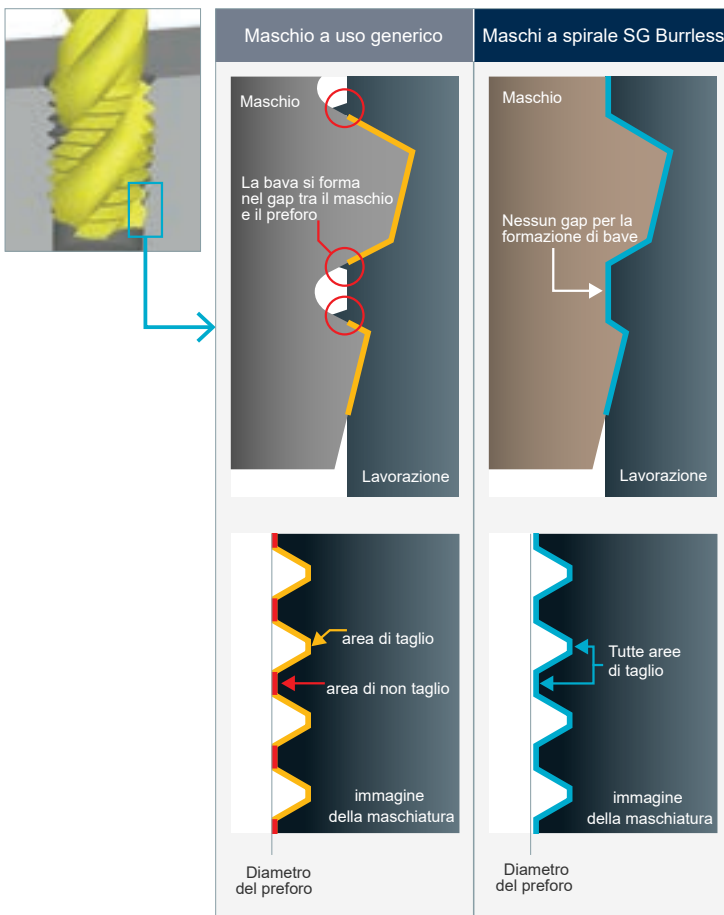 Maschio a uso generico
Maschi a spirale SG Burrless
Maschio
La bava si forma
nel gap tra il maschio
e il preforo
Lavorazione
Maschio
Nessun gap per la
formazione di bave
Lavorazione
area di taglio
area di non taglio
immagine
della maschiatura
Diametro
del preforo
Tutte aree
di taglio
immagine
della maschiatura
Diametro
del preforo